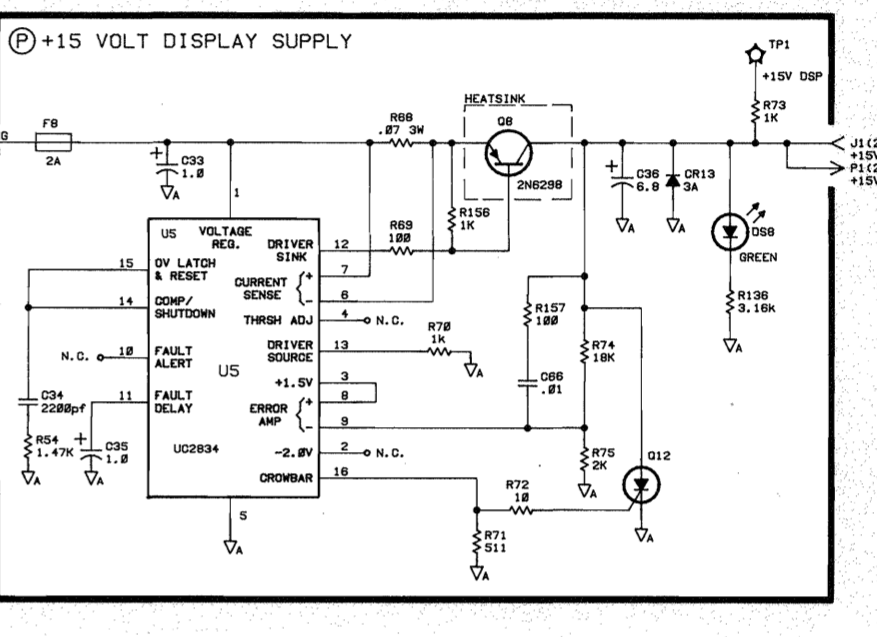 P +15 VOLT DISPLAY SUPPLY
TP1
+15V DSP
R73
1K
HEATSINK
Q8
2N6298
G
F8
2A
R68
.07 3W
C33
1.0
1
C36
6.8
CR13
3A
J1(2
+15V
P1(2
+15V
R156
1K
R69
100
DS8
GREEN
R136
3.16k
U5 VOLTAGE REG.
15 OV LATCH & RESET
14 COMP/ SHUTDOWN
N.C. 10 FAULT ALERT
11 FAULT DELAY
DRIVER SINK 12
CURRENT SENSE + 7
- 6
THRSH ADJ 4 N.C.
DRIVER SOURCE 13
+1.5V 3
ERROR AMP + 8
- 9
-2.0V 2 N.C.
CROWBAR 16
U5
UC2834
5
C34
2200pf
R54
1.47K
C35
1.0
R70
1k
R157
100
C66
.01
R74
18K
R75
2K
Q12
R72
10
R71
511
A
A
A
A
A
A
A
A
A
A
A